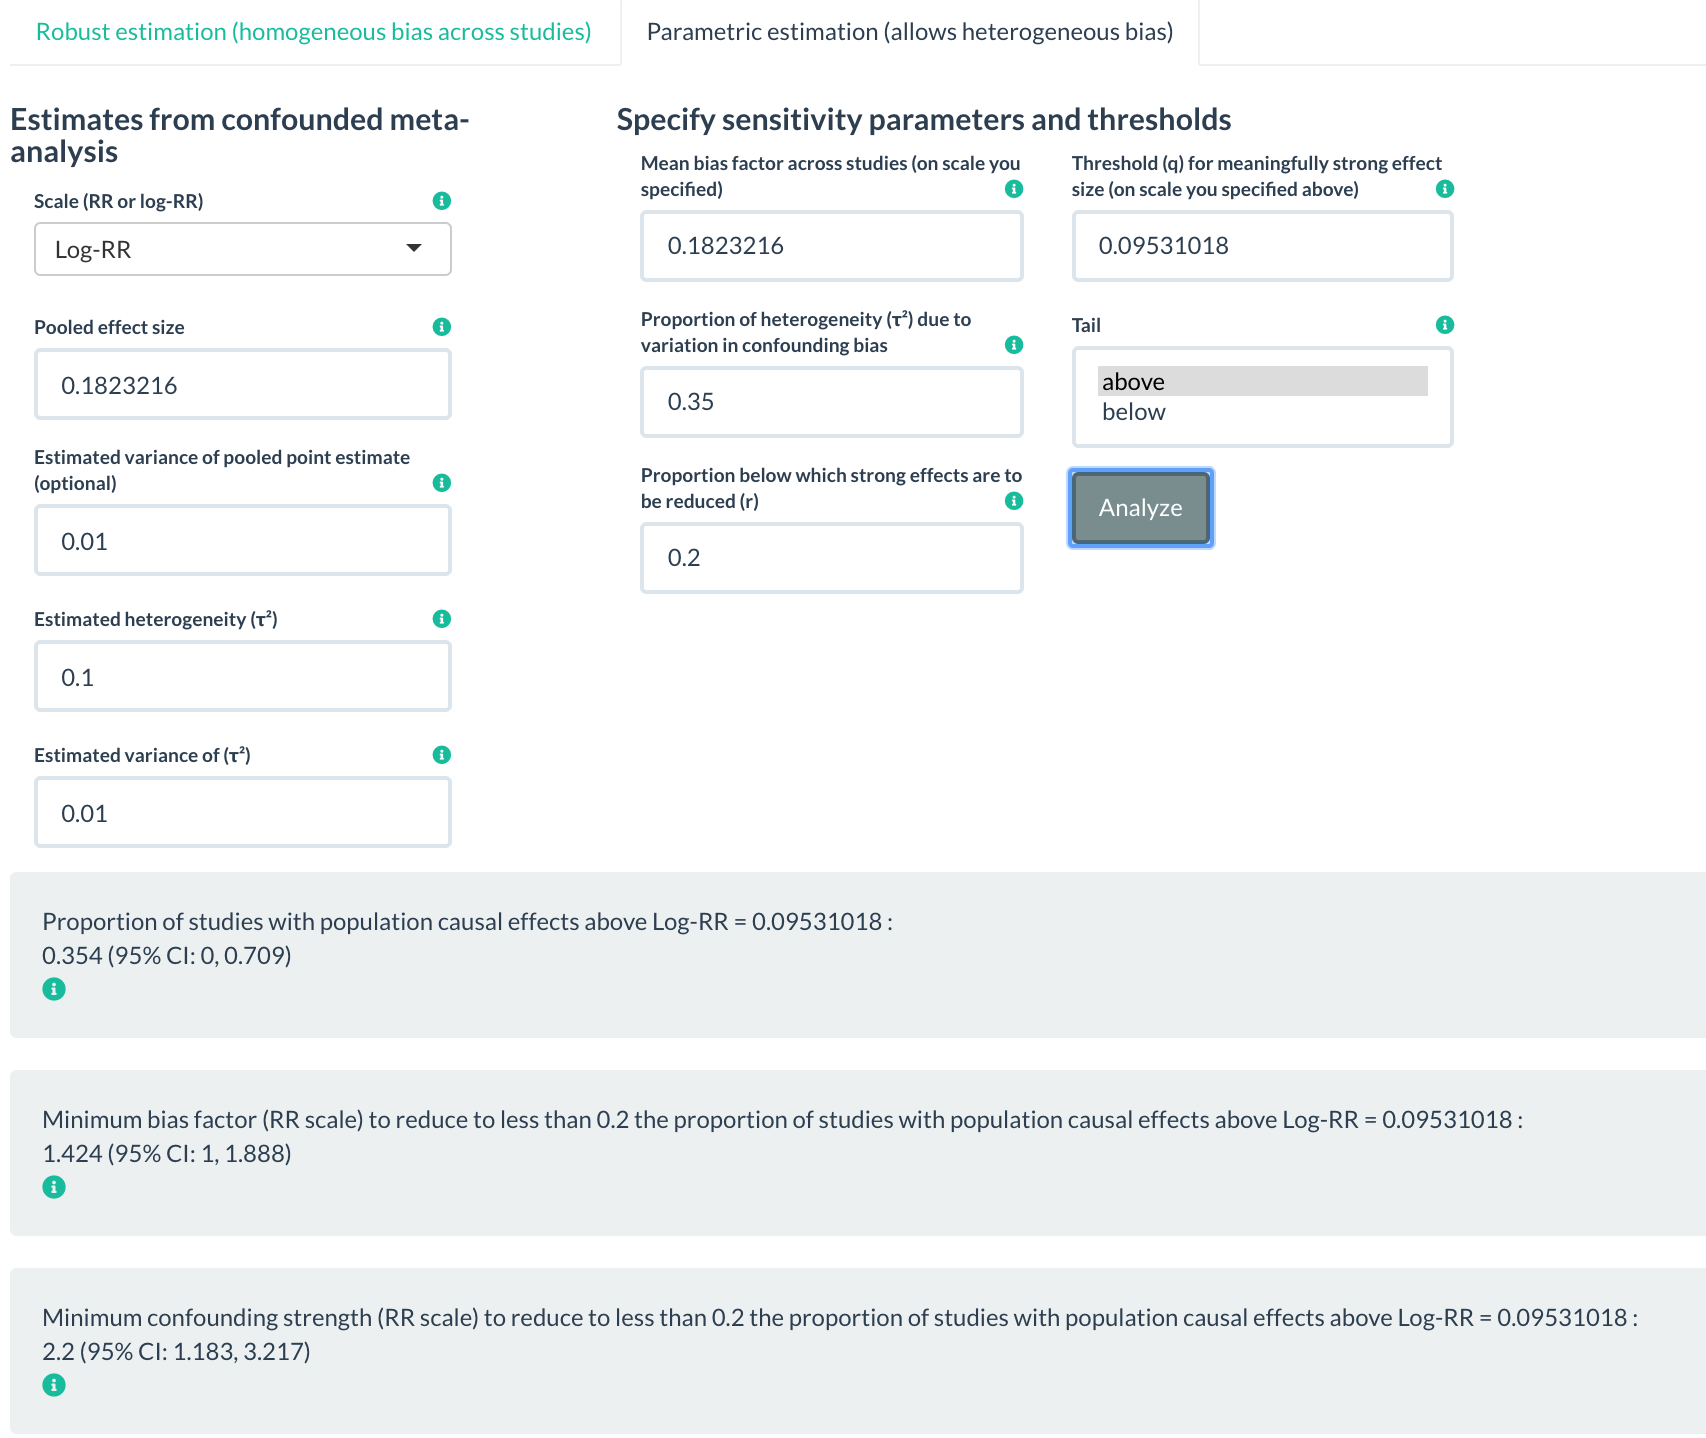 Robust estimation (homogeneous bias across studies)
Parametric estimation (allows heterogeneous bias)
Estimates from confounded meta-
analysis
Scale (RR or log-RR)
Log-RR
Pooled effect size
0.1823216
Estimated variance of pooled point estimate
(optional)
0.01
Estimated heterogeneity (τ²)
0.1
Estimated variance of (τ²)
0.01
Specify sensitivity parameters and thresholds
Mean bias factor across studies (on scale you
specified)
0.1823216
Proportion of heterogeneity (τ²) due to
variation in confounding bias
0.35
Proportion below which strong effects are to
be reduced (r)
0.2
Threshold (q) for meaningfully strong effect
size (on scale you specified above)
0.09531018
Tail
above
below
Analyze
Proportion of studies with population causal effects above Log-RR = 0.09531018 :
0.354 (95% CI: 0, 0.709)
Minimum bias factor (RR scale) to reduce to less than 0.2 the proportion of studies with population causal effects above Log-RR = 0.09531018 :
1.424 (95% CI: 1, 1.888)
Minimum confounding strength (RR scale) to reduce to less than 0.2 the proportion of studies with population causal effects above Log-RR = 0.09531018 :
2.2 (95% CI: 1.183, 3.217)